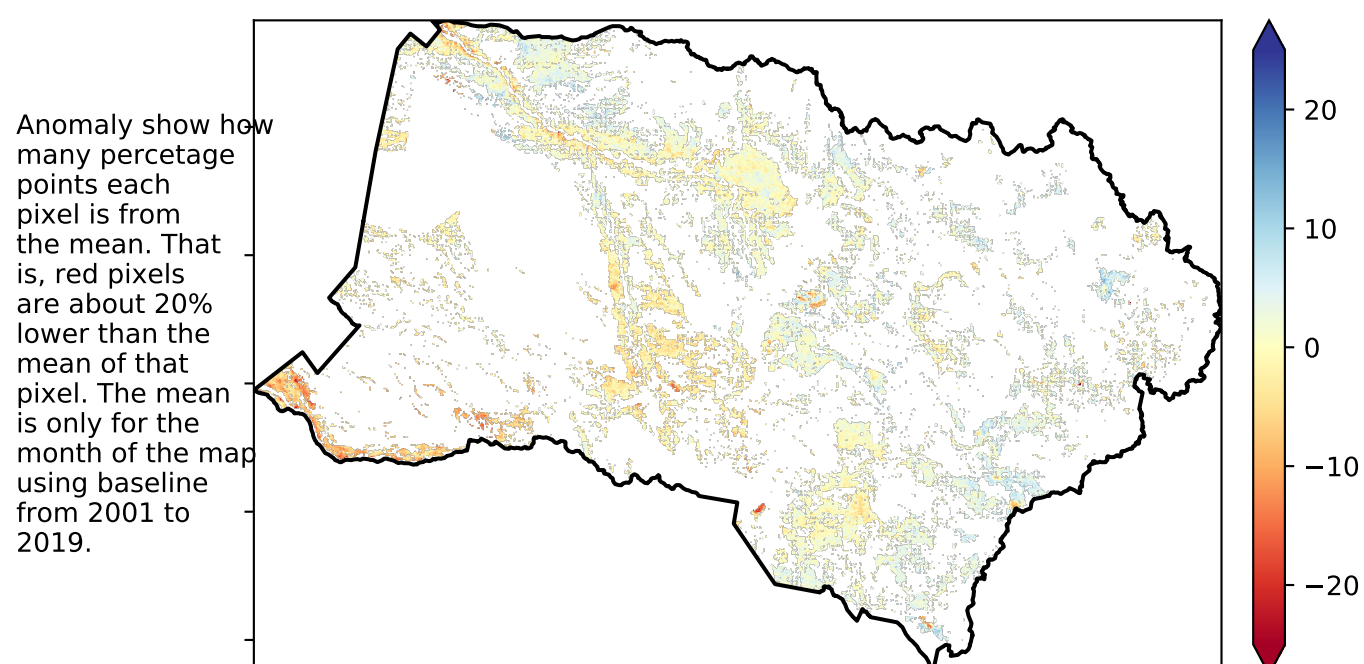 Anomaly show how
many percetage
points each
pixel is from
the mean. That
is, red pixels
are about 20%
lower than the
mean of that
pixel. The mean
is only for the
month of the map
using baseline
from 2001 to
2019.
20
10
0
−10
−20